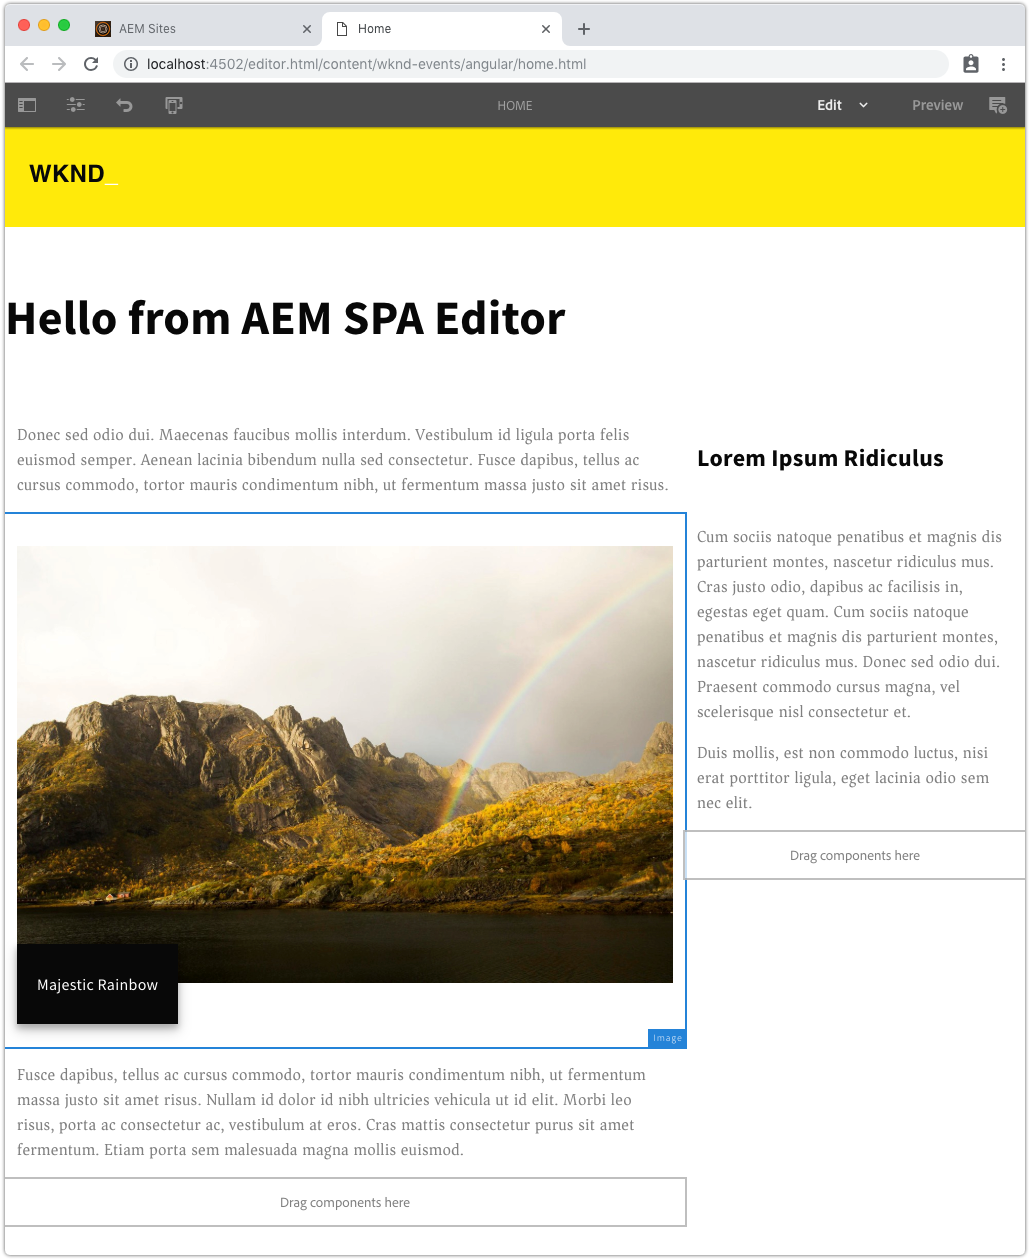 AEM Sites
Home
localhost:4502/editor.html/content/wknd-events/angular/home.html
HOME
Edit
Preview
WKND_
Hello from AEM SPA Editor
Donec sed odio dui. Maecenas faucibus mollis interdum. Vestibulum id ligula porta felis
euismod semper. Aenean lacinia bibendum nulla sed consectetur. Fusce dapibus, tellus ac
cursus commodo, tortor mauris condimentum nibh, ut fermentum massa justo sit amet risus.
Majestic Rainbow
Image
Fusce dapibus, tellus ac cursus commodo, tortor mauris condimentum nibh, ut fermentum
massa justo sit amet risus. Nullam id dolor id nibh ultricies vehicula ut id elit. Morbi leo
risus, porta ac consectetur ac, vestibulum at eros. Cras mattis consectetur purus sit amet
fermentum. Etiam porta sem malesuada magna mollis euismod.
Drag components here
Lorem Ipsum Ridiculus
Cum sociis natoque penatibus et magnis dis
parturient montes, nascetur ridiculus mus.
Cras justo odio, dapibus ac facilisis in,
egestas eget quam. Cum sociis natoque
penatibus et magnis dis parturient montes,
nascetur ridiculus mus. Donec sed odio dui.
Praesent commodo cursus magna, vel
scelerisque nisl consectetur et.
Duis mollis, est non commodo luctus, nisi
erat porttitor ligula, eget lacinia odio sem
nec elit.
Drag components here